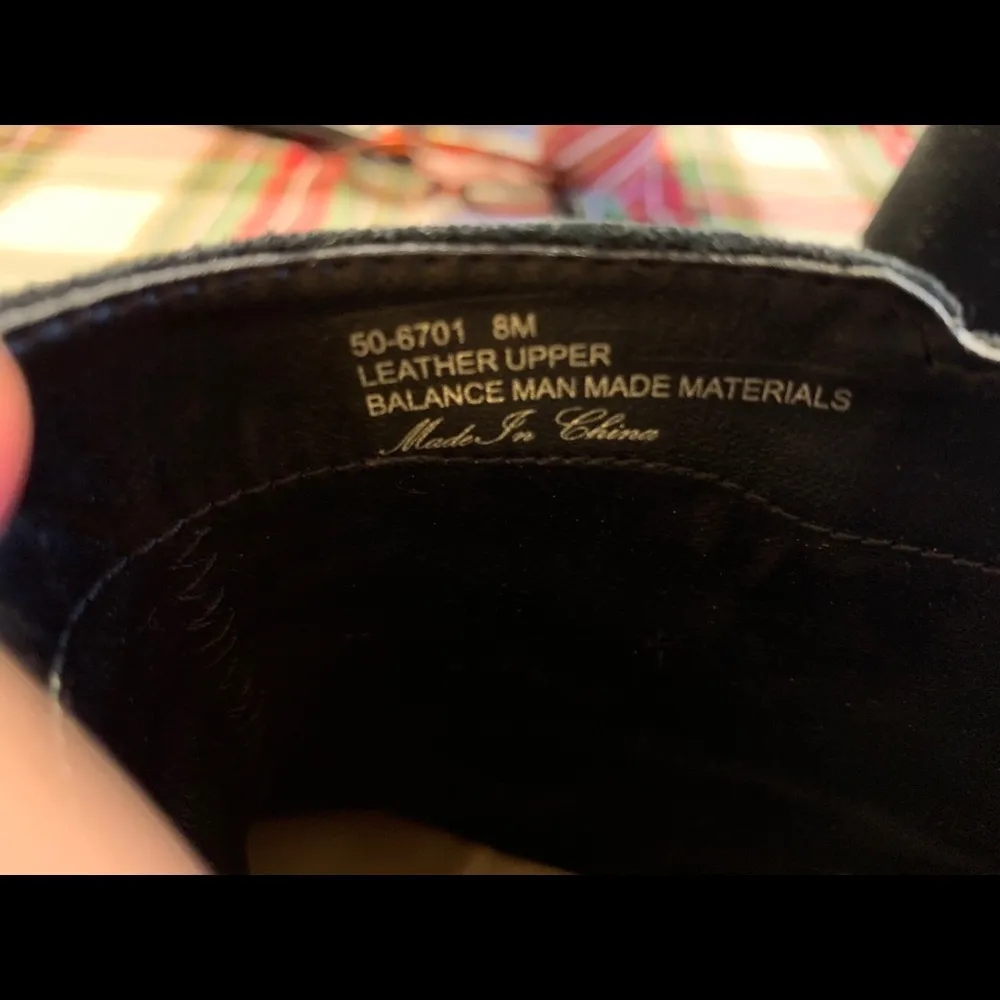 50-6701 8M
LEATHER UPPER
BALANCE MAN MADE MATERIALS
Made In China